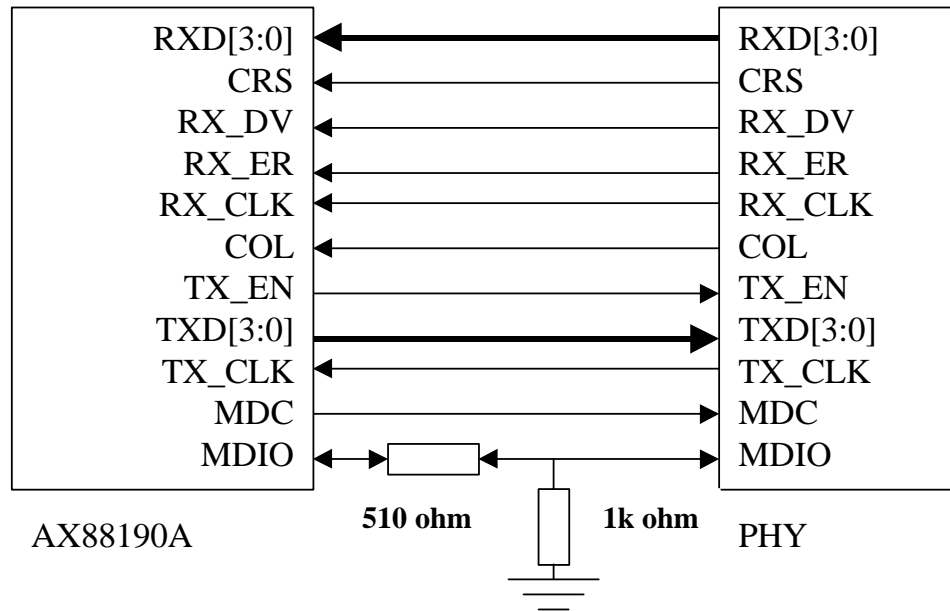 RXD[3:0] RXD[3:0]
CRS CRS
RX_DV RX_DV
RX_ER RX_ER
RX_CLK RX_CLK
COL COL
TX_EN TX_EN
TXD[3:0] TXD[3:0]
TX_CLK TX_CLK
MDC MDC
MDIO MDIO
510 ohm 1k ohm
AX88190A PHY